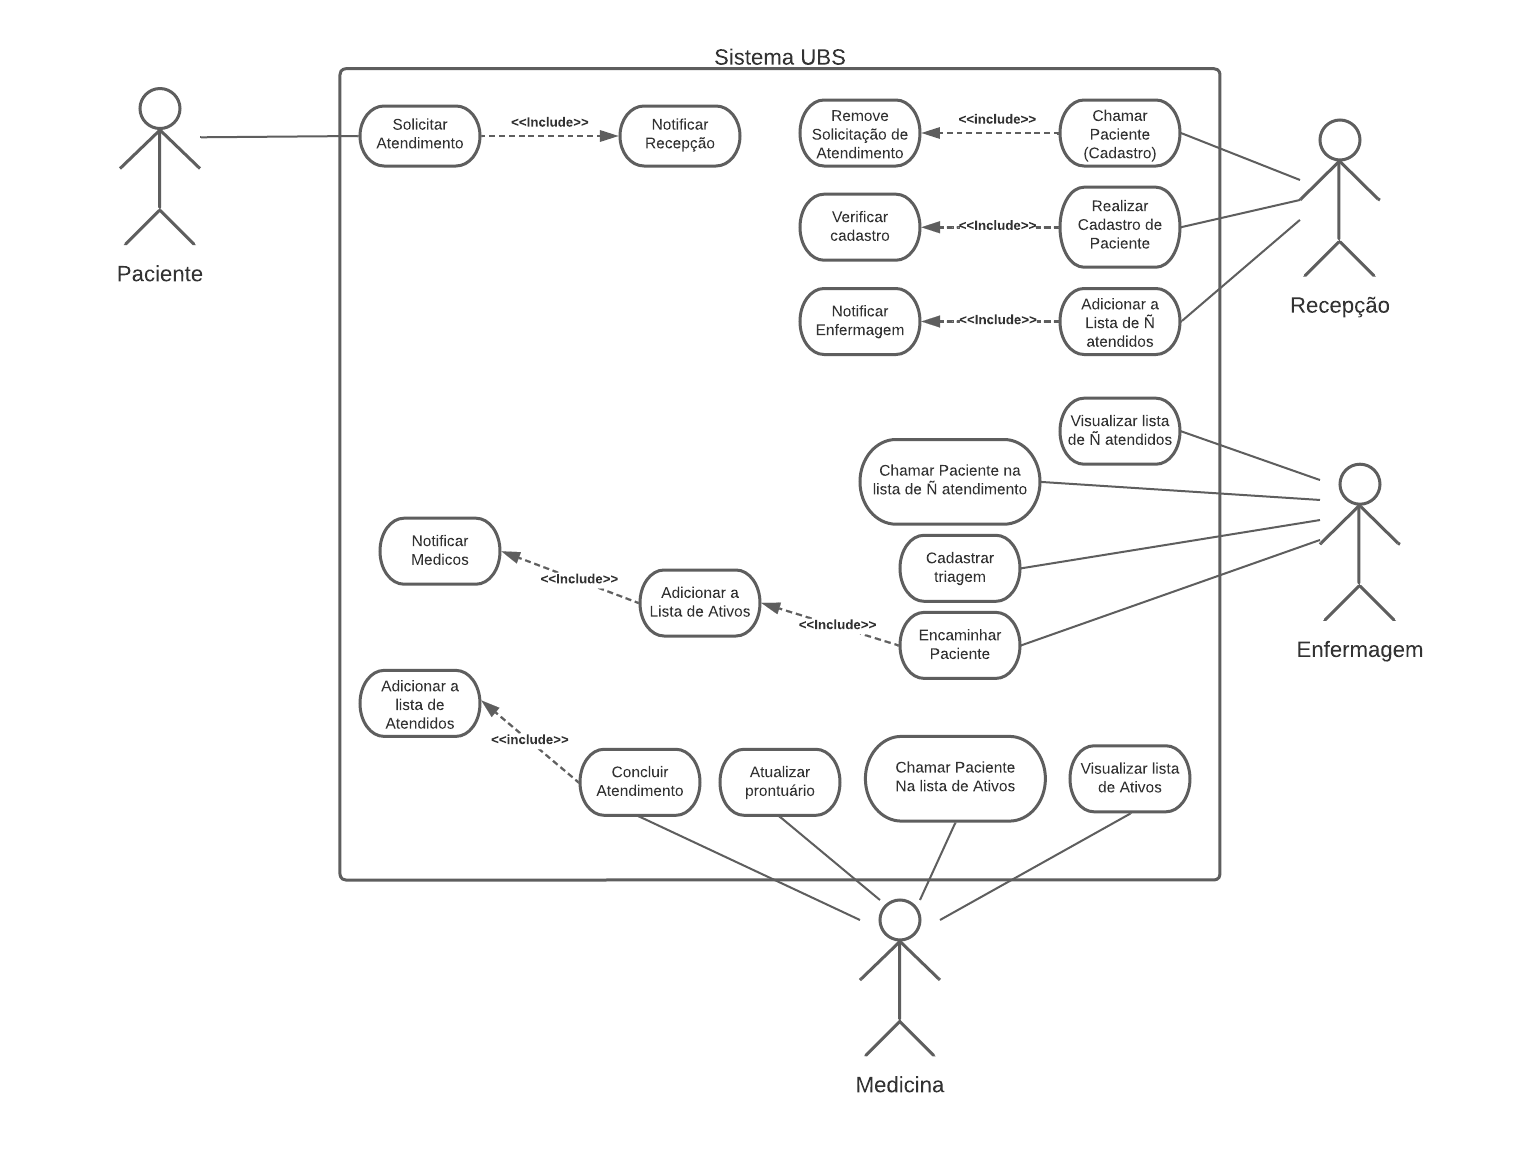 Sistema UBS
Paciente
Solicitar
Atendimento
<<Include>>
Notificar
Recepção
Remove
Solicitação de
Atendimento
<<include>>
Chamar
Paciente
(Cadastro)
Verificar
cadastro
<<Include>>
Realizar
Cadastro de
Paciente
Notificar
Enfermagem
<<Include>>
Adicionar a
Lista de Ñ
atendidos
Recepção
Visualizar lista
de Ñ atendidos
Chamar Paciente na
lista de Ñ atendimento
Cadastrar
triagem
Encaminhar
Paciente
<<Include>>
Adicionar a
Lista de Ativos
<<Include>>
Notificar
Medicos
Enfermagem
Adicionar a
lista de
Atendidos
<<include>>
Concluir
Atendimento
Atualizar
prontuário
Chamar Paciente
Na lista de Ativos
Visualizar lista
de Ativos
Medicina